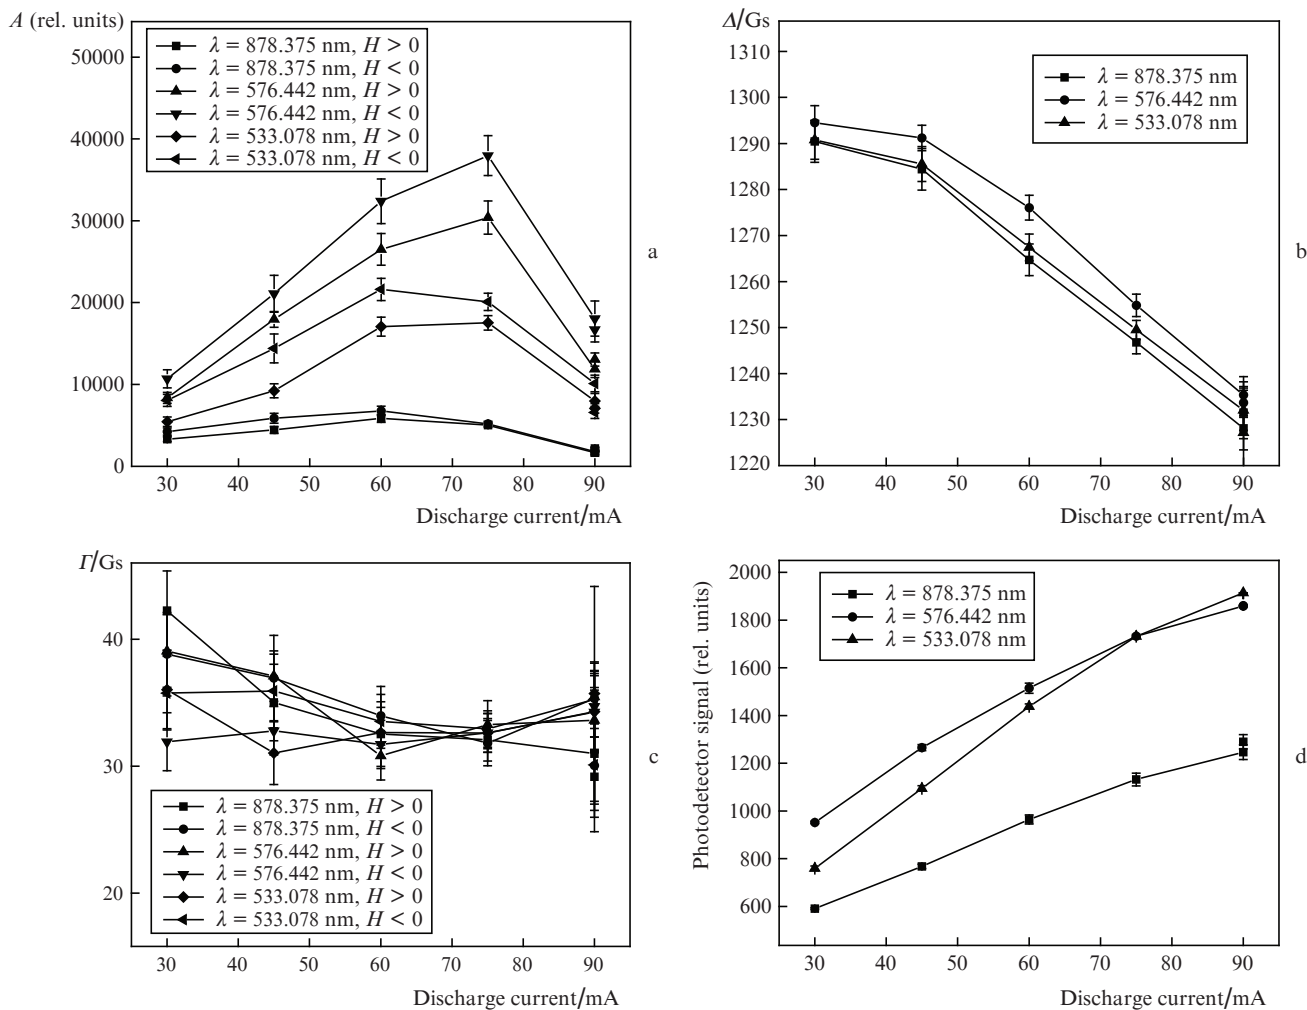 A (rel. units)
50000
40000
30000
20000
10000
0
λ = 878.375 nm, H > 0
λ = 878.375 nm, H < 0
λ = 576.442 nm, H > 0
λ = 576.442 nm, H < 0
λ = 533.078 nm, H > 0
λ = 533.078 nm, H < 0
30 40 50 60 70 80 90
Discharge current/mA
a
Δ/Gs
1310
1300
1290
1280
1270
1260
1250
1240
1230
1220
λ = 878.375 nm
λ = 576.442 nm
λ = 533.078 nm
30 40 50 60 70 80 90
Discharge current/mA
b
Γ/Gs
40
30
20
λ = 878.375 nm, H > 0
λ = 878.375 nm, H < 0
λ = 576.442 nm, H > 0
λ = 576.442 nm, H < 0
λ = 533.078 nm, H > 0
λ = 533.078 nm, H < 0
30 40 50 60 70 80 90
Discharge current/mA
c
Photodetector signal (rel. units)
2000
1800
1600
1400
1200
1000
800
600
λ = 878.375 nm
λ = 576.442 nm
λ = 533.078 nm
30 40 50 60 70 80 90
Discharge current/mA
d